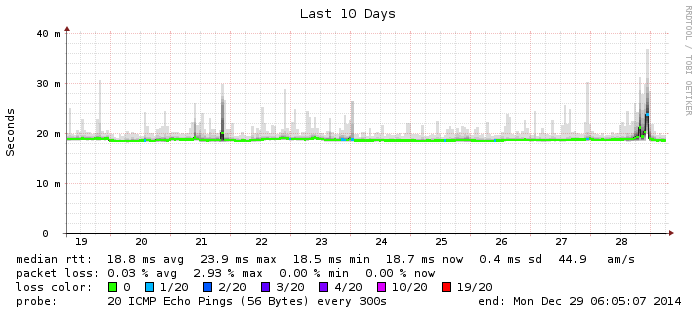 Last 10 Days
RRDTOOL / TOBI OETIKER
Seconds
40 m
30 m
20 m
10 m
0
19 20 21 22 23 24 25 26 27 28
median rtt: 18.8 ms avg 23.9 ms max 18.5 ms min 18.7 ms now 0.4 ms sd 44.9 am/s
packet loss: 0.03 % avg 2.93 % max 0.00 % min 0.00 % now
loss color: 0 1/20 2/20 3/20 4/20 10/20 19/20
probe: 20 ICMP Echo Pings (56 Bytes) every 300s end: Mon Dec 29 06:05:07 2014